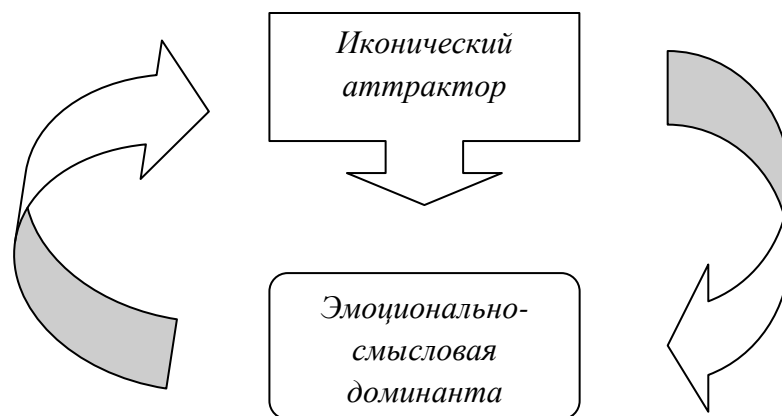 Иконический
аттрактор
Эмоционально-
смысловая
доминанта